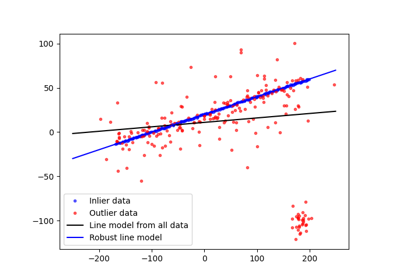 100
50
0
−50
−100
Inlier data
Outlier data
Line model from all data
Robust line model
−200 −100 0 100 200